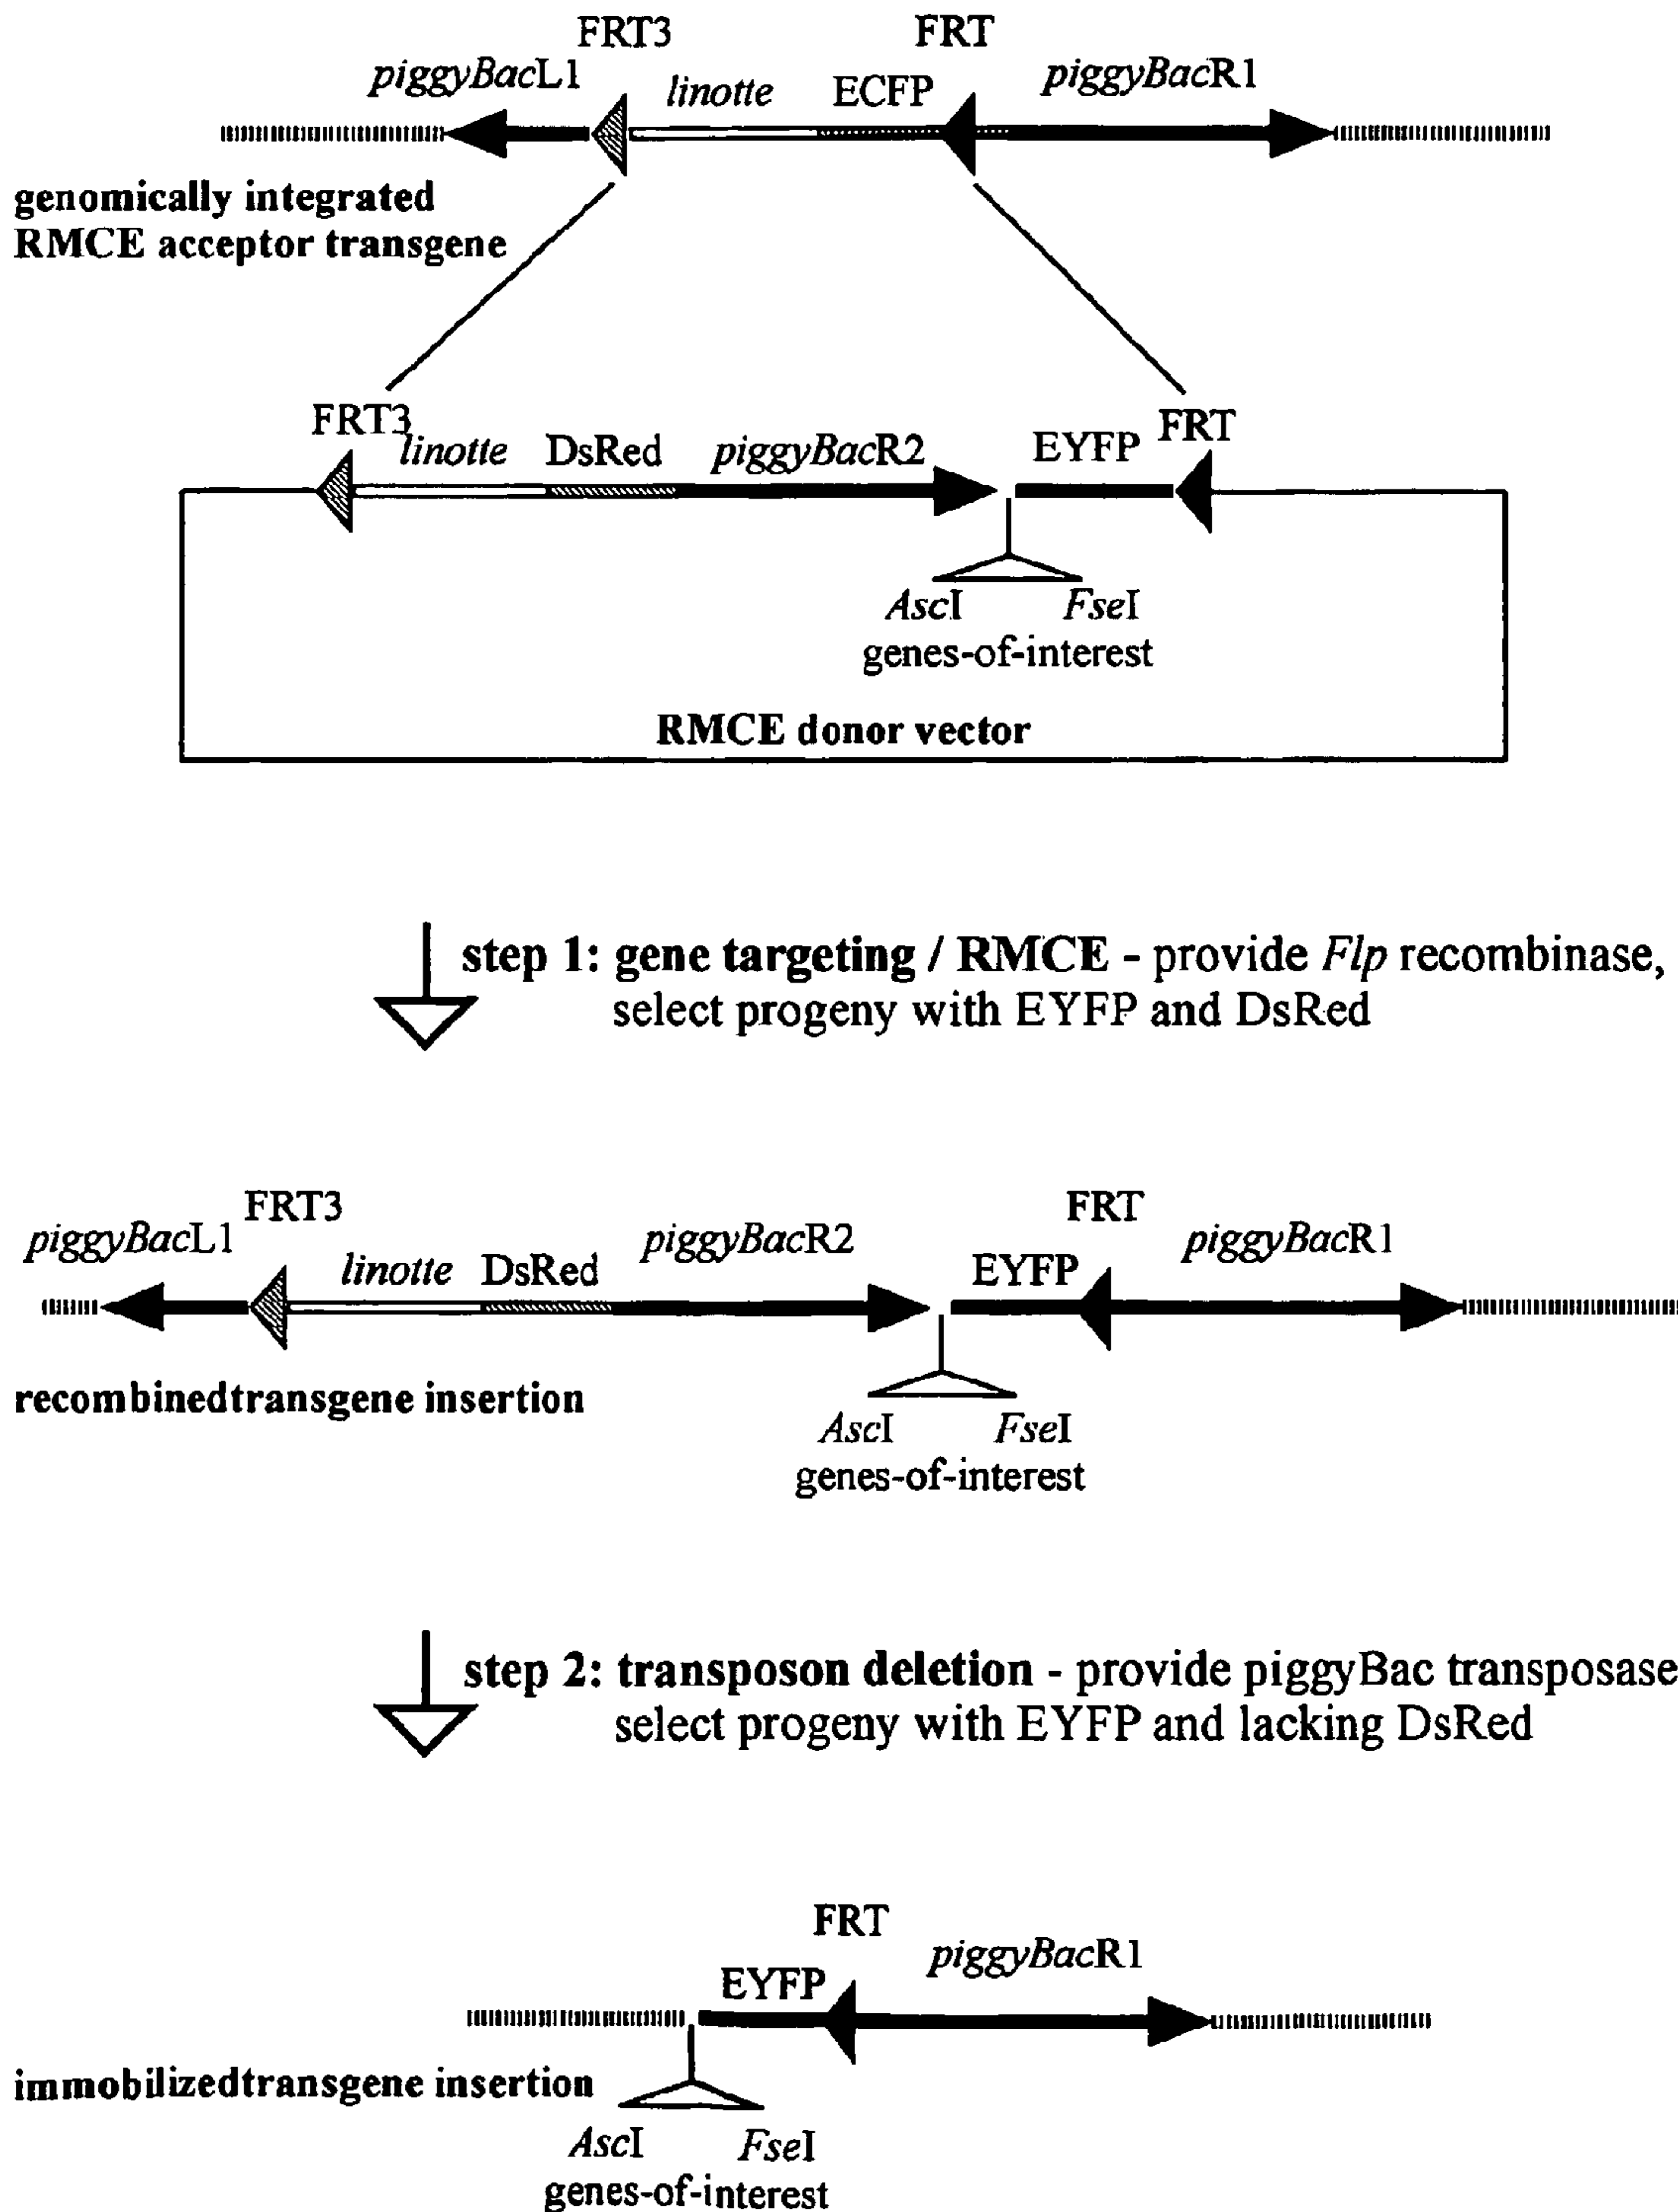 FRT3 FRT
piggyBacL1 linotte ECFP piggyBacR1
genomically integrated
RMCE acceptor transgene
FRT3 linotte DsRed piggyBacR2 EYFP FRT
AscI FseI
genes-of-interest
RMCE donor vector
step 1: gene targeting / RMCE - provide Flp recombinase,
select progeny with EYFP and DsRed
FRT3 FRT
piggyBacL1 linotte DsRed piggyBacR2 EYFP piggyBacR1
recombinedtransgene insertion
AscI FseI
genes-of-interest
step 2: transposon deletion - provide piggyBac transposase
select progeny with EYFP and lacking DsRed
FRT
EYFP piggyBacR1
immobilizedtransgene insertion
AscI FseI
genes-of-interest